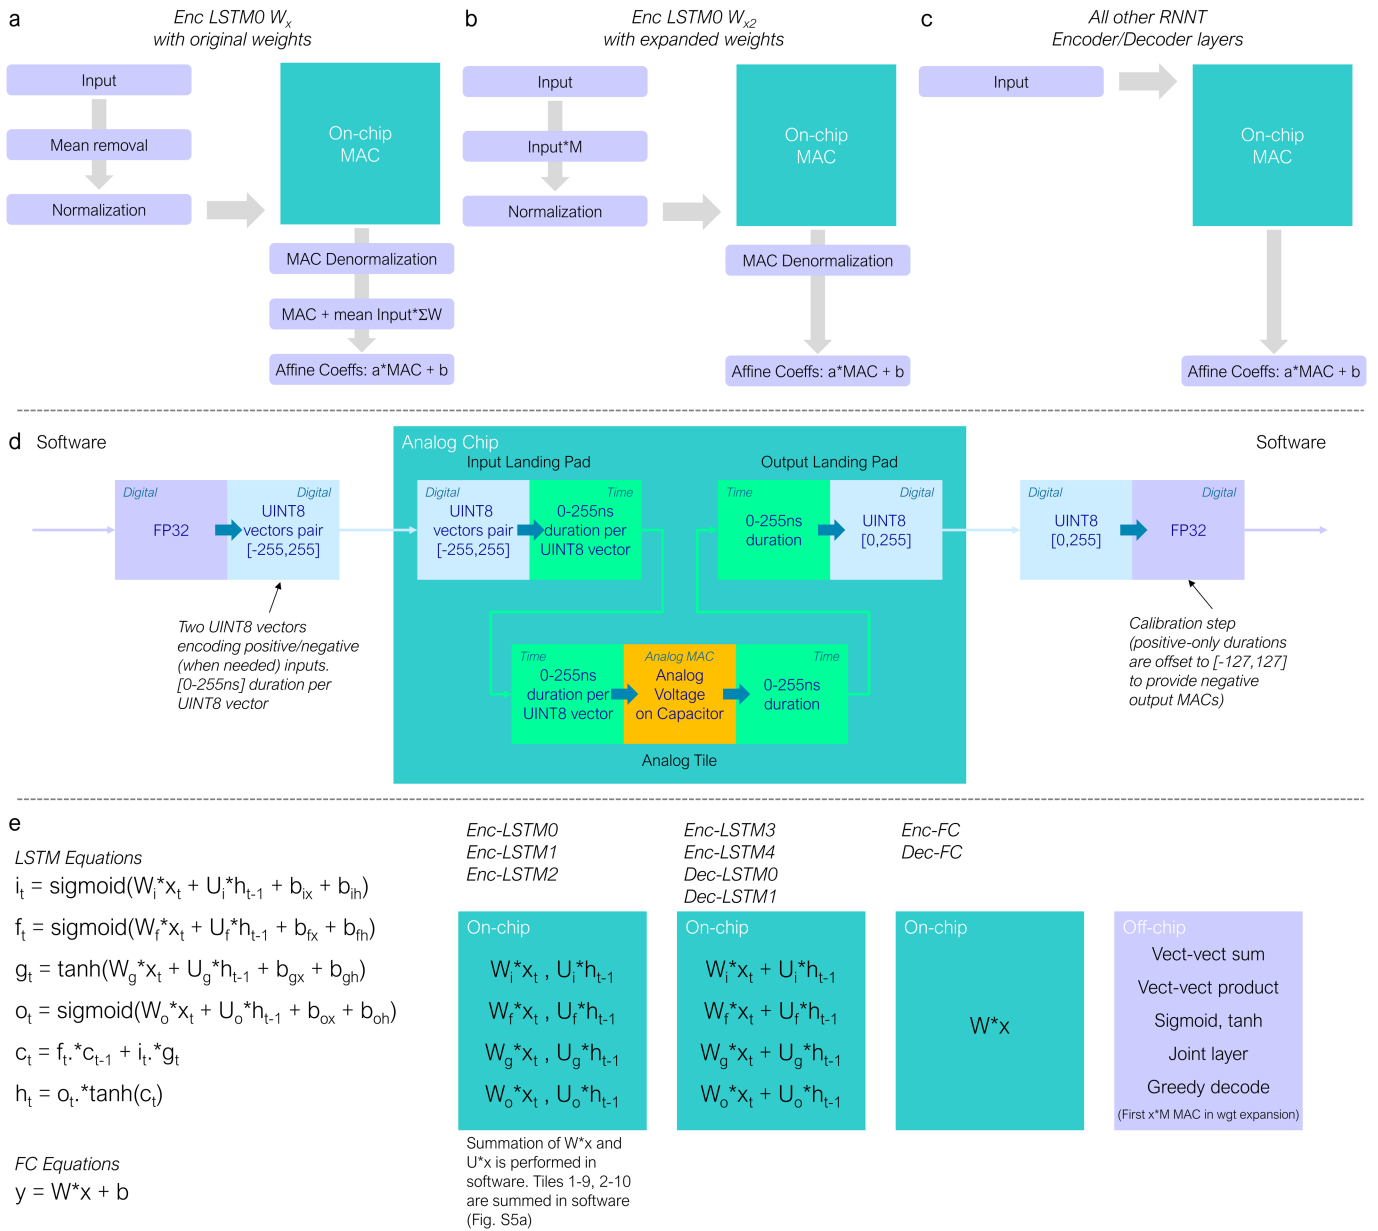 a
Enc LSTM0 Wx
with original weights
Input
Mean removal
Normalization
On-chip
MAC
MAC Denormalization
MAC + mean Input*ΣW
Affine Coeffs: a*MAC + b
b
Enc LSTM0 Wx2
with expanded weights
Input
Input*M
Normalization
On-chip
MAC
MAC Denormalization
Affine Coeffs: a*MAC + b
c
All other RNNT
Encoder/Decoder layers
Input
On-chip
MAC
Affine Coeffs: a*MAC + b
d
Software
Digital
FP32
Digital
UINT8
vectors pair
[-255,255]
Two UINT8 vectors
encoding positive/negative
(when needed) inputs.
[0-255ns] duration per
UINT8 vector
Analog Chip
Input Landing Pad
Digital
UINT8
vectors pair
[-255,255]
Time
0-255ns
duration per
UINT8 vector
Time
0-255ns
duration per
UINT8 vector
Analog MAC
Analog
Voltage
on Capacitor
Time
0-255ns
duration
Analog Tile
Output Landing Pad
Time
0-255ns
duration
Digital
UINT8
[0,255]
Software
Digital
UINT8
[0,255]
Digital
FP32
Calibration step
(positive-only durations
are offset to [-127,127]
to provide negative
output MACs)
e
LSTM Equations
it = sigmoid(Wi*xt + Ui*ht-1 + bix + bih)
ft = sigmoid(Wf*xt + Uf*ht-1 + bfx + bfh)
gt = tanh(Wg*xt + Ug*ht-1 + bgx + bgh)
ot = sigmoid(Wo*xt + Uo*ht-1 + box + boh)
ct = ft.*ct-1 + it.*gt
ht = ot.*tanh(ct)
FC Equations
y = W*x + b
Enc-LSTM0
Enc-LSTM1
Enc-LSTM2
On-chip
Wi*xt , Ui*ht-1
Wf*xt , Uf*ht-1
Wg*xt , Ug*ht-1
Wo*xt , Uo*ht-1
Summation of W*x and
U*x is performed in
software. Tiles 1-9, 2-10
are summed in software
(Fig. S5a)
Enc-LSTM3
Enc-LSTM4
Dec-LSTM0
Dec-LSTM1
On-chip
Wi*xt + Ui*ht-1
Wf*xt + Uf*ht-1
Wg*xt + Ug*ht-1
Wo*xt + Uo*ht-1
Enc-FC
Dec-FC
On-chip
W*x
Off-chip
Vect-vect sum
Vect-vect product
Sigmoid, tanh
Joint layer
Greedy decode
(First x*M MAC in wgt expansion)